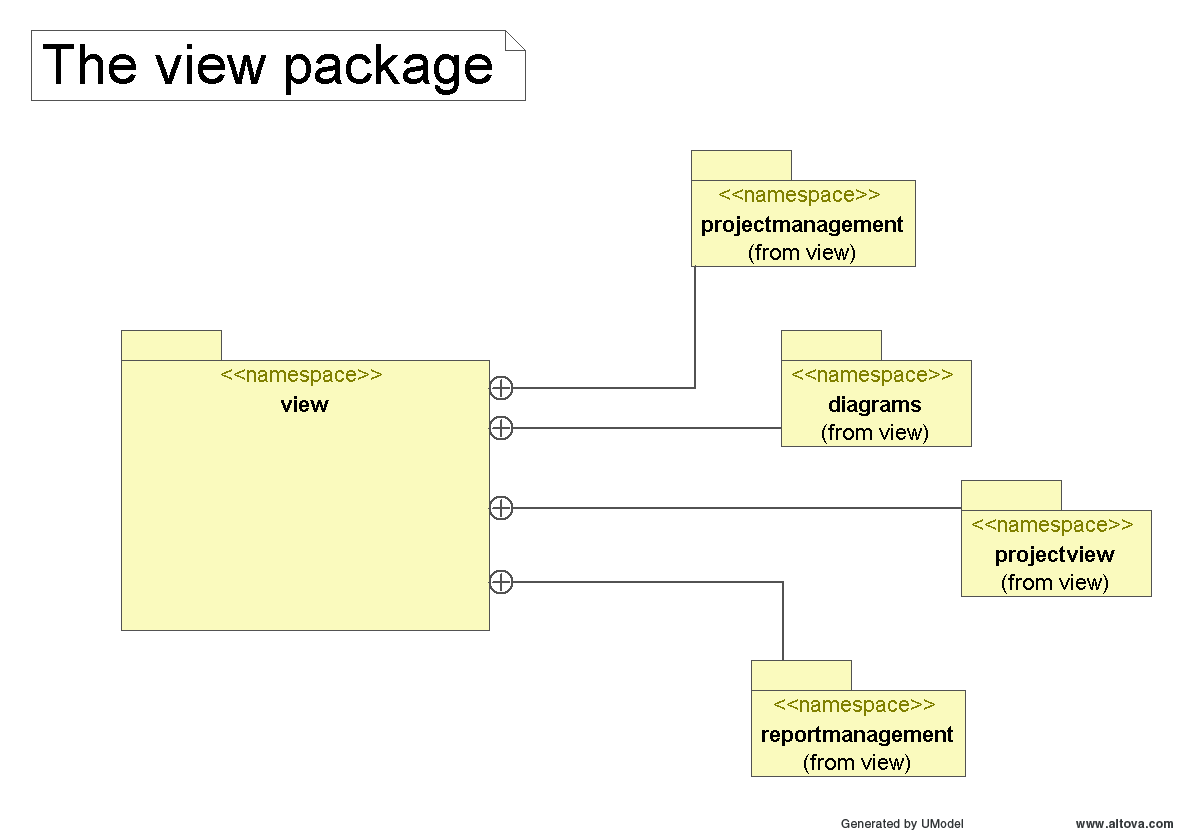 The view package
<<namespace>>
projectmanagement
(from view)
<<namespace>>
view
<<namespace>>
diagrams
(from view)
<<namespace>>
projectview
(from view)
<<namespace>>
reportmanagement
(from view)
Generated by UModel
www.altova.com